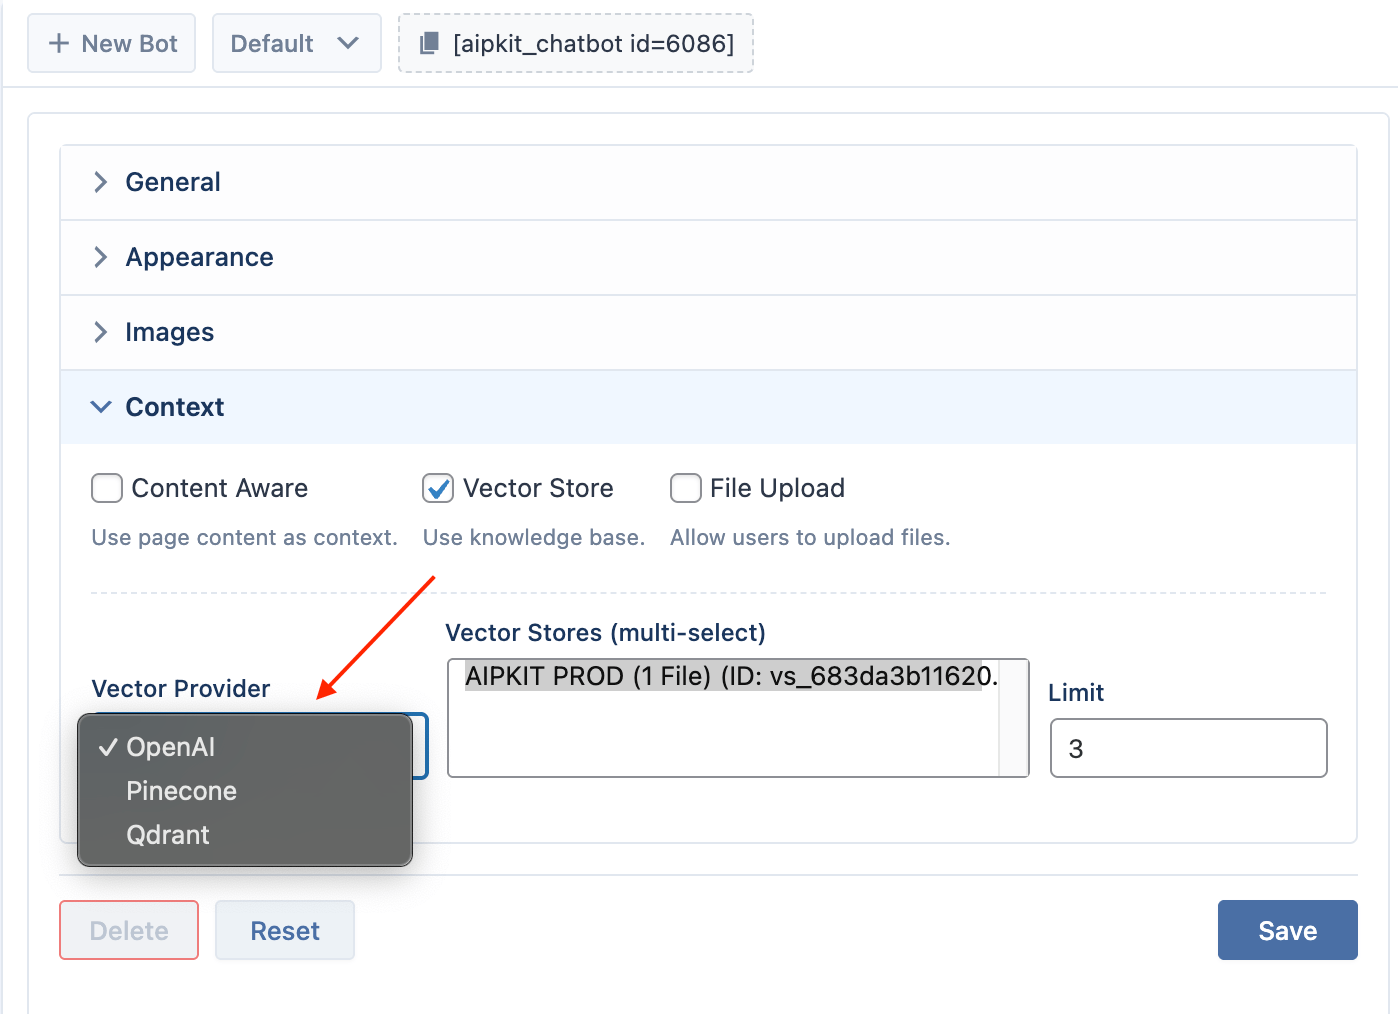 New Bot
Default
[aipkit_chatbot id=6086]
General
Appearance
Images
Context
Content Aware
Vector Store
File Upload
Use page content as context.
Use knowledge base.
Allow users to upload files.
Vector Provider
Vector Stores (multi-select)
Limit
OpenAI
Pinecone
Qdrant
AIPKIT PROD (1 File) (ID: vs_683da3b11620.
3
Delete
Reset
Save